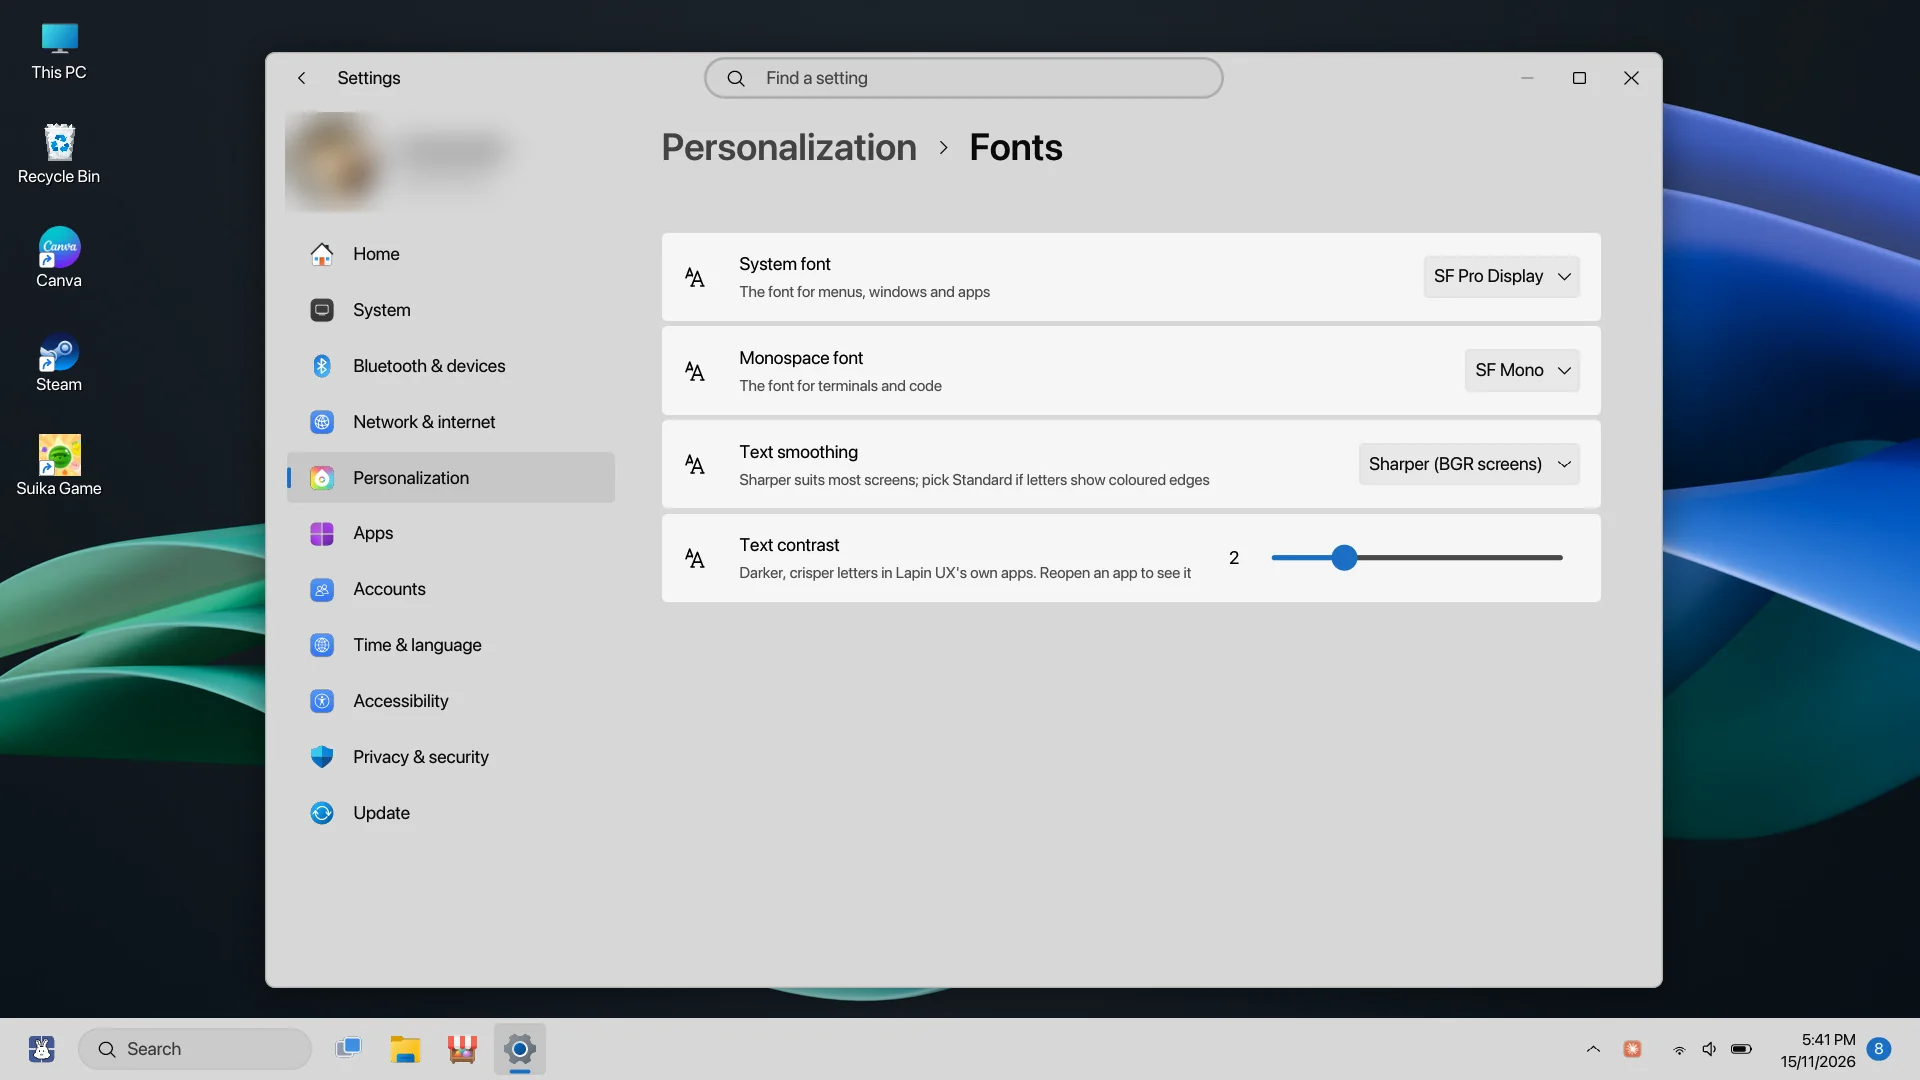 This PC
Recycle Bin
Canva
Canva
Steam
Suika Game
Settings
Find a setting
Personalization > Fonts
Home
System
Bluetooth & devices
Network & internet
Personalization
Apps
Accounts
Time & language
Accessibility
Privacy & security
Update
System font
The font for menus, windows and apps
SF Pro Display
Monospace font
The font for terminals and code
SF Mono
Text smoothing
Sharper suits most screens; pick Standard if letters show coloured edges
Sharper (BGR screens)
Text contrast
Darker, crisper letters in Lapin UX's own apps. Reopen an app to see it
2
Search
5:41 PM
15/11/2026
8